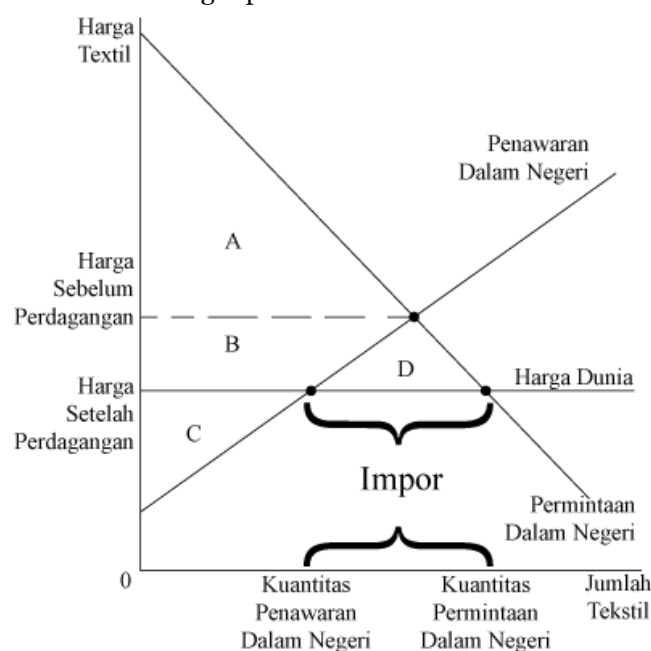 Harga
Textil
Penawaran
Dalam Negeri
A
Harga
Sebelum
Perdagangan
B
D
Harga Dunia
Harga
Setelah
Perdagangan
C
Impor
Permintaan
Dalam Negeri
0
Kuantitas
Penawaran
Dalam Negeri
Kuantitas
Permintaan
Dalam Negeri
Jumlah
Tekstil